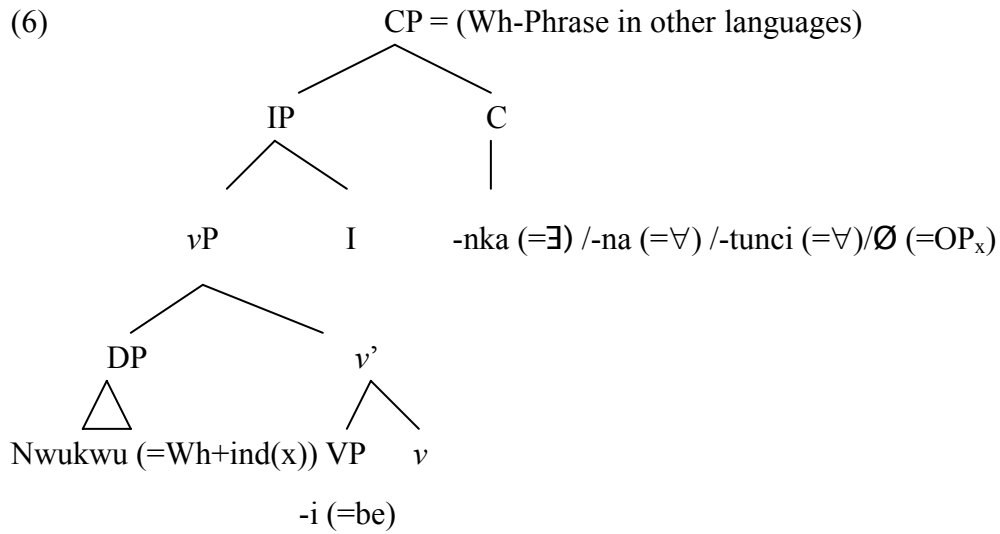 (6) CP = (Wh-Phrase in other languages)
IP C
vP I -nka (=∃) /-na (=∀) /-tunci (=∀)/Ø (=OPx)
DP v’
Nwukwu (=Wh+ind(x)) VP v
-i (=be)